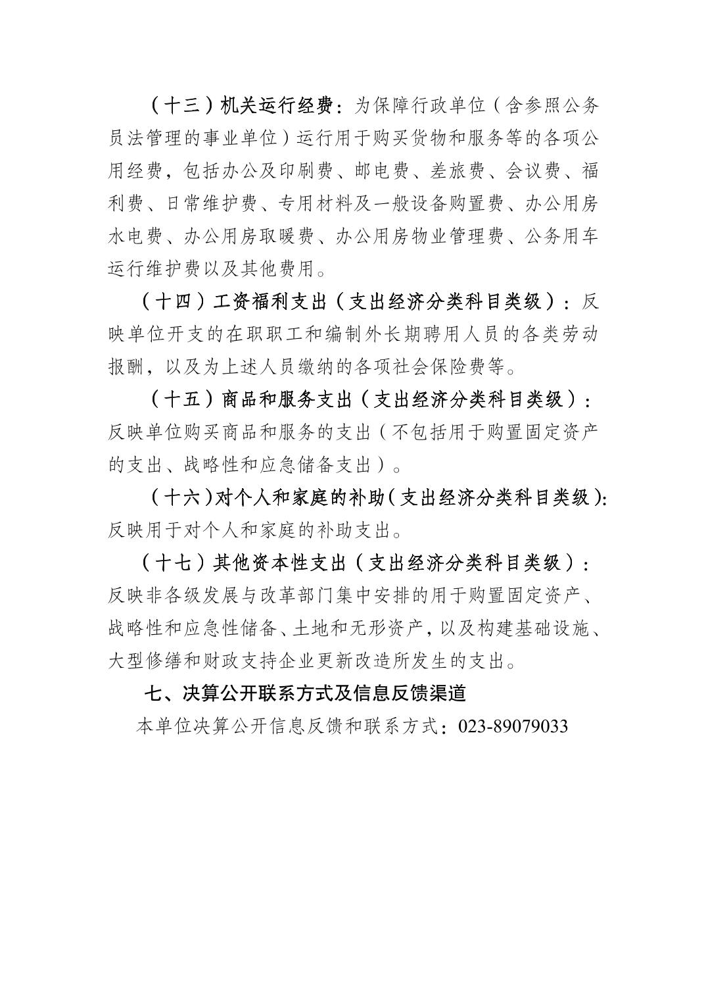 （十三）机关运行经费：为保障行政单位（含参照公务
员法管理的事业单位）运行用于购买货物和服务等的各项公
用经费，包括办公及印刷费、邮电费、差旅费、会议费、福
利费、日常维护费、专用材料及一般设备购置费、办公用房
水电费、办公用房取暖费、办公用房物业管理费、公务用车
运行维护费以及其他费用。
（十四）工资福利支出（支出经济分类科目类级）：反
映单位开支的在职职工和编制外长期聘用人员的各类劳动
报酬，以及为上述人员缴纳的各项社会保险费等。
（十五）商品和服务支出（支出经济分类科目类级）：
反映单位购买商品和服务的支出（不包括用于购置固定资产
的支出、战略性和应急储备支出）。
（十六）对个人和家庭的补助（支出经济分类科目类级）：
反映用于对个人和家庭的补助支出。
（十七）其他资本性支出（支出经济分类科目类级）：
反映非各级发展与改革部门集中安排的用于购置固定资产、
战略性和应急性储备、土地和无形资产，以及构建基础设施、
大型修缮和财政支持企业更新改造所发生的支出。
七、决算公开联系方式及信息反馈渠道
本单位决算公开信息反馈和联系方式：023-89079033